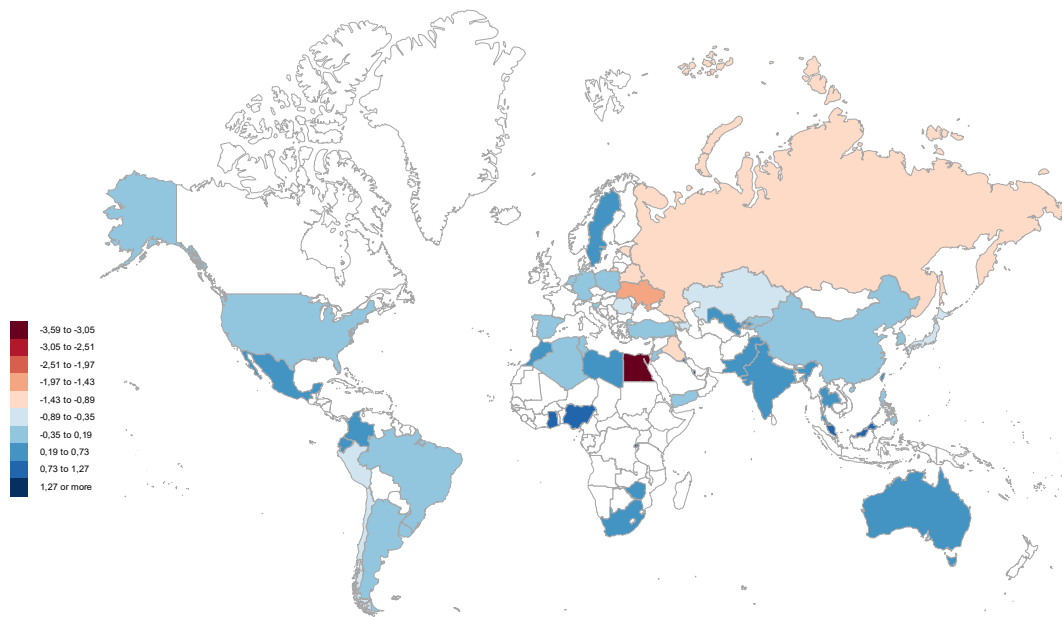 -3,59 to -3,05
-3,05 to -2,51
-2,51 to -1,97
-1,97 to -1,43
-1,43 to -0,89
-0,89 to -0,35
-0,35 to 0,19
0,19 to 0,73
0,73 to 1,27
1,27 or more